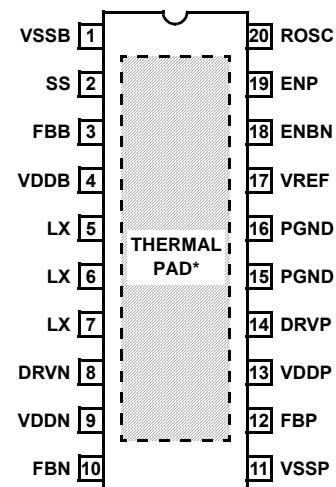 VSSB 1 20 ROSC
SS 2 19 ENP
FBB 3 18 ENBN
VDDB 4 17 VREF
LX 5 16 PGND
LX 6 15 PGND
LX 7 14 DRVP
DRVN 8 13 VDDP
VDDN 9 12 FBP
FBN 10 11 VSSP
THERMAL
PAD*